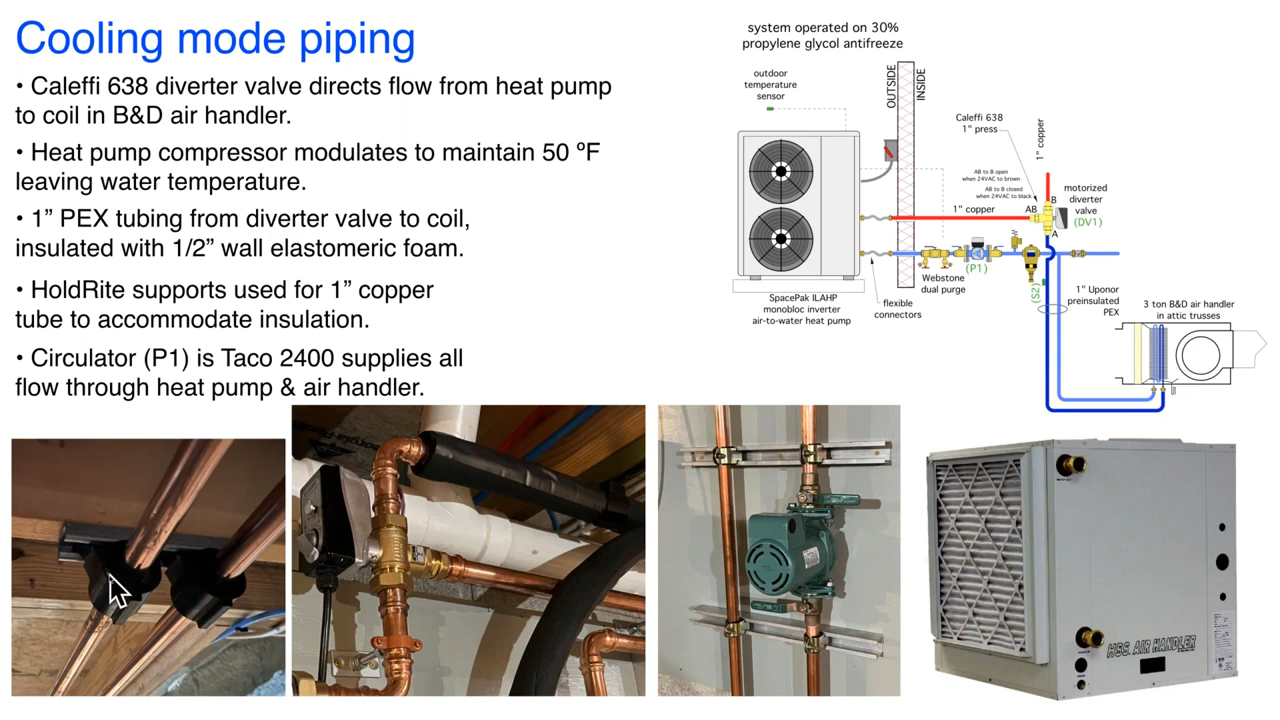 Cooling mode piping
• Caleffi 638 diverter valve directs flow from heat pump
to coil in B&D air handler.
• Heat pump compressor modulates to maintain 50 ºF
leaving water temperature.
• 1” PEX tubing from diverter valve to coil,
insulated with 1/2” wall elastomeric foam.
• HoldRite supports used for 1” copper
tube to accommodate insulation.
• Circulator (P1) is Taco 2400 supplies all
flow through heat pump & air handler.
system operated on 30%
propylene glycol antifreeze
outdoor
temperature
sensor
OUTSIDE
INSIDE
Caleffi 638
1" press
1" copper
AB to B open
when 24VAC to brown
AB to B closed
when 24VAC to black
1" copper
AB
B
A
motorized
diverter
valve
(DV1)
(P1)
Webstone
dual purge
(S2)
flexible
connectors
SpacePak ILAHP
monobloc inverter
air-to-water heat pump
1" Uponor
preinsulated
PEX
3 ton B&D air handler
in attic trusses
HSS. AIR HANDLER